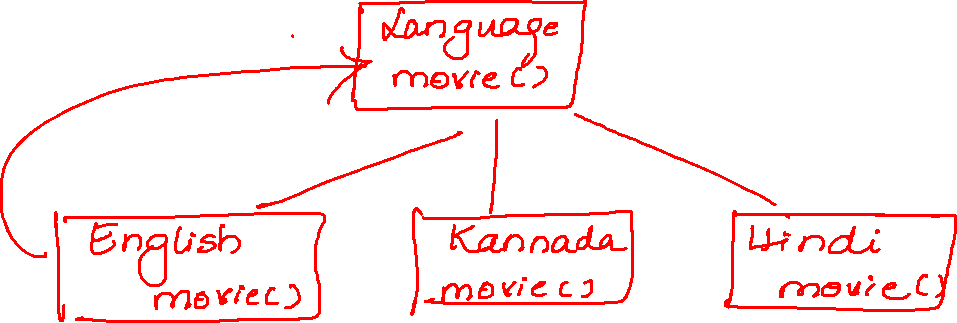 Language
movie()
English
movie()
Kannada
movie()
Hindi
movie()